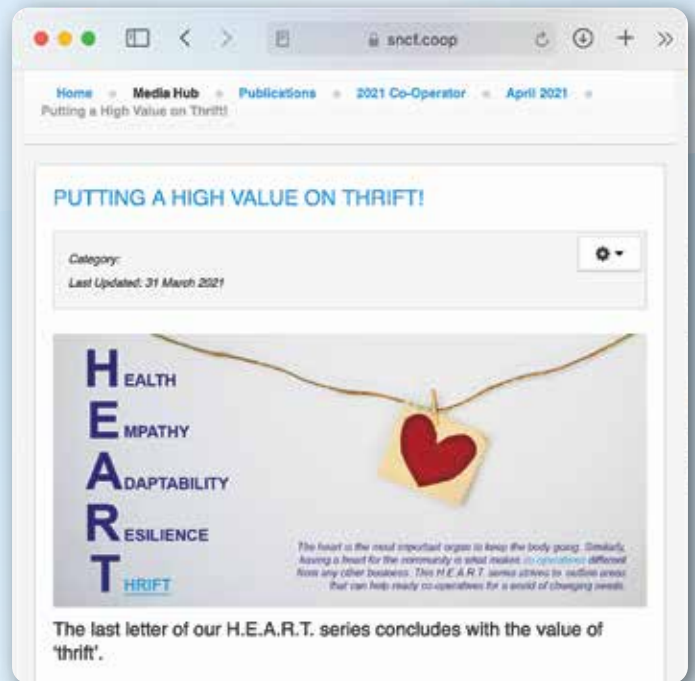 snct.coop
Home Media Hub Publications 2021 Co-Operator April 2021
Putting a High Value on Thrift!
PUTTING A HIGH VALUE ON THRIFT!
Category:
Last Updated: 31 March 2021
HEALTH
EMPATHY
ADAPTABILITY
RESILIENCE
THRIFT
The heart is the most important organ to keep the body going. Similarly,
having a heart for the community is what makes co-operatives different
from any other business. This H.E.A.R.T. series strives to outline areas
that can help ready co-operatives for a world of changing needs.
The last letter of our H.E.A.R.T. series concludes with the value of
'thrift'.